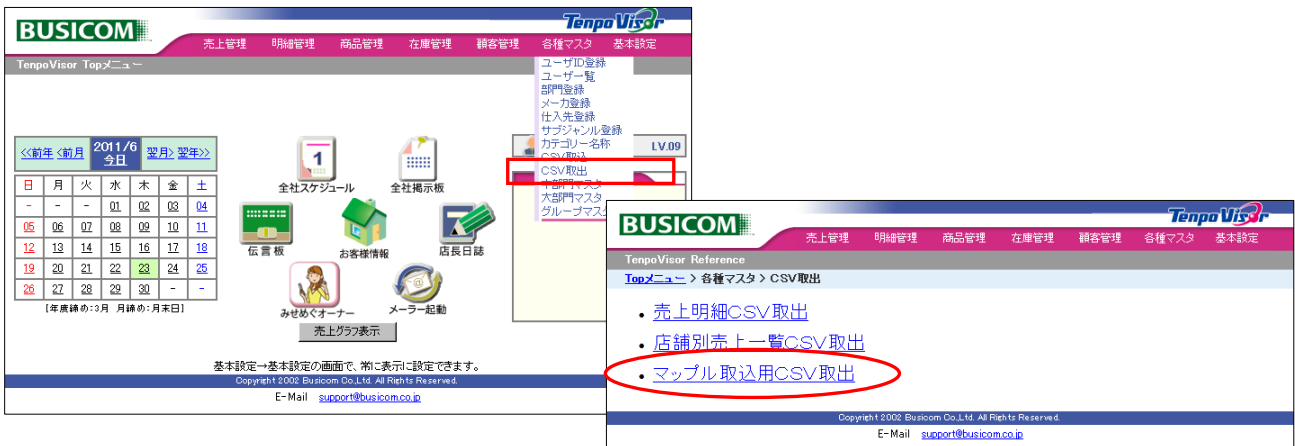 BUSICOM
TenpoVisor
売上管理 明細管理 商品管理 在庫管理 顧客管理 各種マスタ 基本設定
TenpoVisor Topメニュー
ユーザID登録
ユーザ一覧
部門登録
メーカ登録
仕入先登録
サブジャンル登録
カテゴリー名称
CSV取込
CSV取出
中部門マスタ
大部門マスタ
グループマスタ
LV.09
<<前年 <前月 2011/6 今日 翌月> 翌年>>
日 月 火 水 木 金 土
- - - 01 02 03 04
05 06 07 08 09 10 11
12 13 14 15 16 17 18
19 20 21 22 23 24 25
26 27 28 29 30 - -
[年度締め:3月 月締め:月末日]
1
全社スケジュール 全社掲示板
伝言板 お客様情報 店長日誌
みせめぐオーナー メーラー起動
売上グラフ表示
基本設定→基本設定の画面で、常に表示に設定できます。
Copyright 2002 Busicom Co.,Ltd. All Rights Reserved.
E-Mail support@busicom.co.jp
BUSICOM
TenpoVisor
売上管理 明細管理 商品管理 在庫管理 顧客管理 各種マスタ 基本設定
TenpoVisor Reference
Topメニュー > 各種マスタ > CSV取出
• 売上明細CSV取出
• 店舗別売上一覧CSV取出
• マップル取込用CSV取出
Copyright 2002 Busicom Co.,Ltd. All Rights Reserved.
E-Mail support@busicom.co.jp